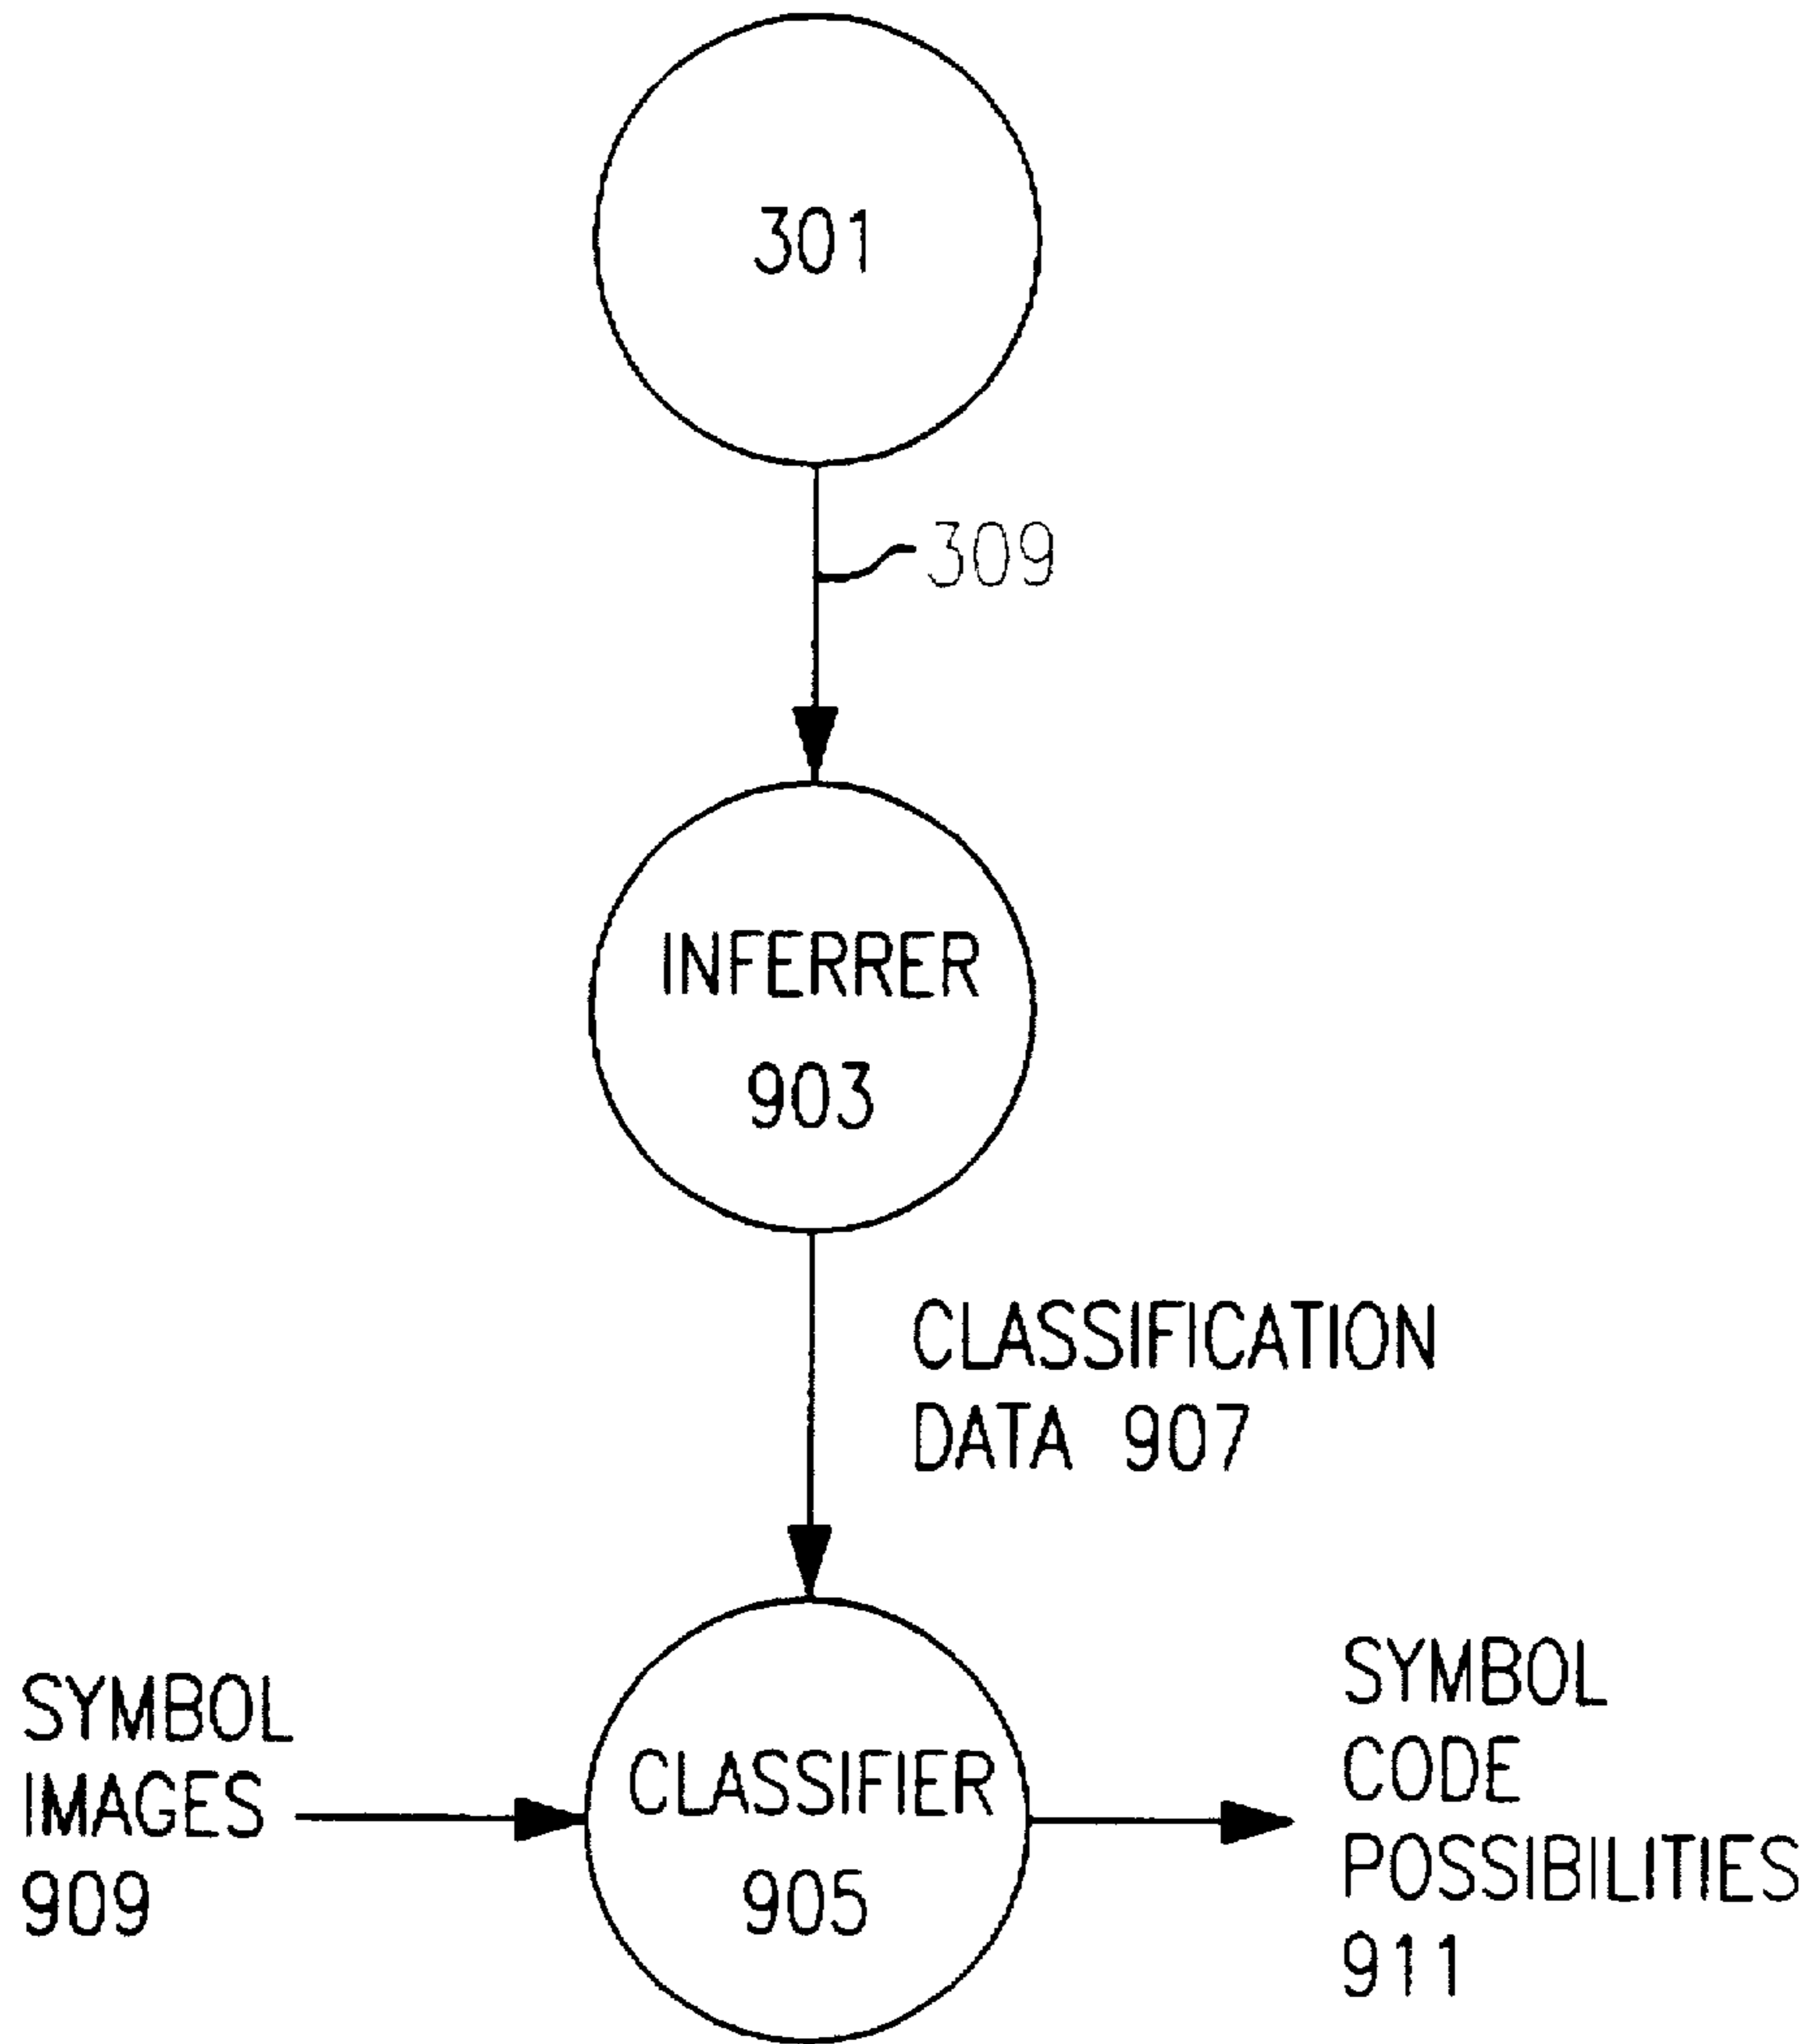 301
309
INFERRER
903
CLASSIFICATION
DATA 907
SYMBOL
IMAGES
909
CLASSIFIER
905
SYMBOL
CODE
POSSIBILITIES
911